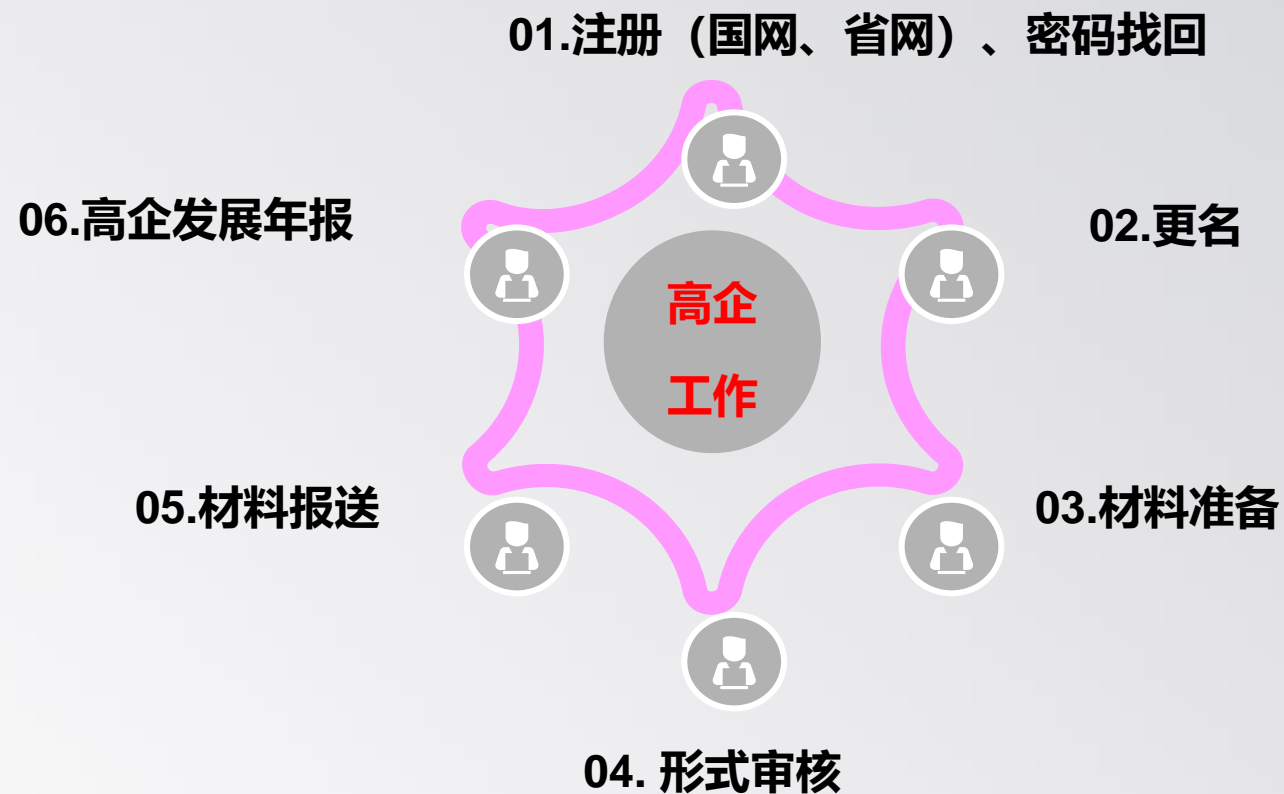 01.注册（国网、省网）、密码找回
06.高企发展年报
02.更名
高企
工作
05.材料报送
03.材料准备
04. 形式审核